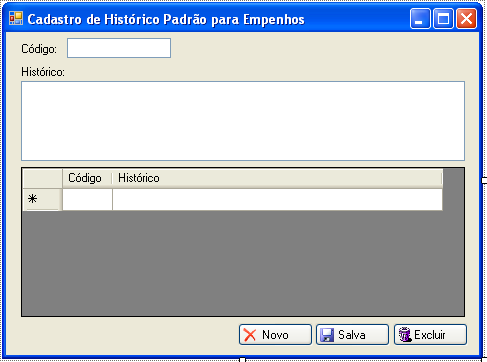 Cadastro de Histórico Padrão para Empenhos
Código:
Histórico:
Código Histórico
Novo Salva Excluir